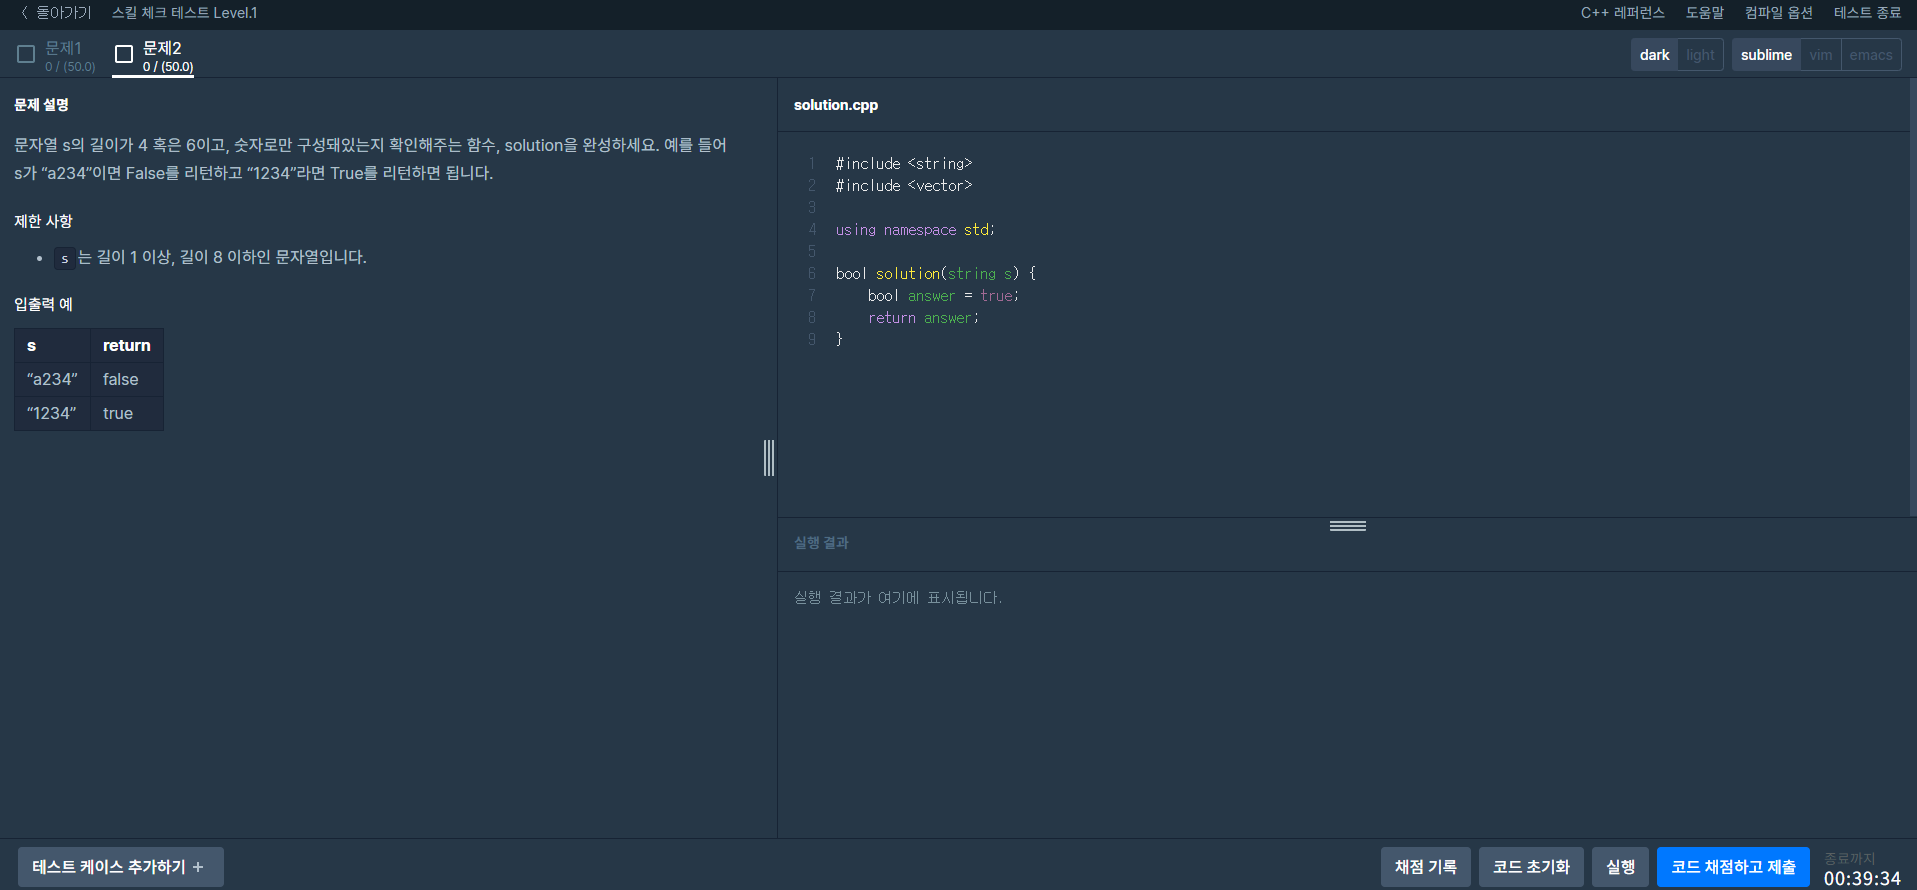 돌아가기 스킬 체크 테스트 Level.1 C++ 레퍼런스 도움말 컴파일 옵션 테스트 종료
문제1 문제2
0 / (50.0) 0 / (50.0)
dark light sublime vim emacs
문제 설명
문자열 s의 길이가 4 혹은 6이고, 숫자로만 구성돼있는지 확인해주는 함수, solution을 완성하세요. 예를 들어
s가 “a234”이면 False를 리턴하고 “1234”라면 True를 리턴하면 됩니다.
제한 사항
• s는 길이 1 이상, 길이 8 이하인 문자열입니다.
입출력 예
s return
“a234” false
“1234” true
solution.cpp
1 #include <string>
2 #include <vector>
3
4 using namespace std;
5
6 bool solution(string s) {
7     bool answer = true;
8     return answer;
9 }
실행 결과
실행 결과가 여기에 표시됩니다.
테스트 케이스 추가하기 + 채점 기록 코드 초기화 실행 코드 채점하고 제출 종료까지
00:39:34